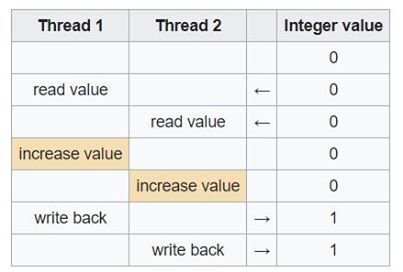 Thread 1 Thread 2 Integer value
0
read value ← 0
read value ← 0
increase value 0
increase value 0
write back → 1
write back → 1